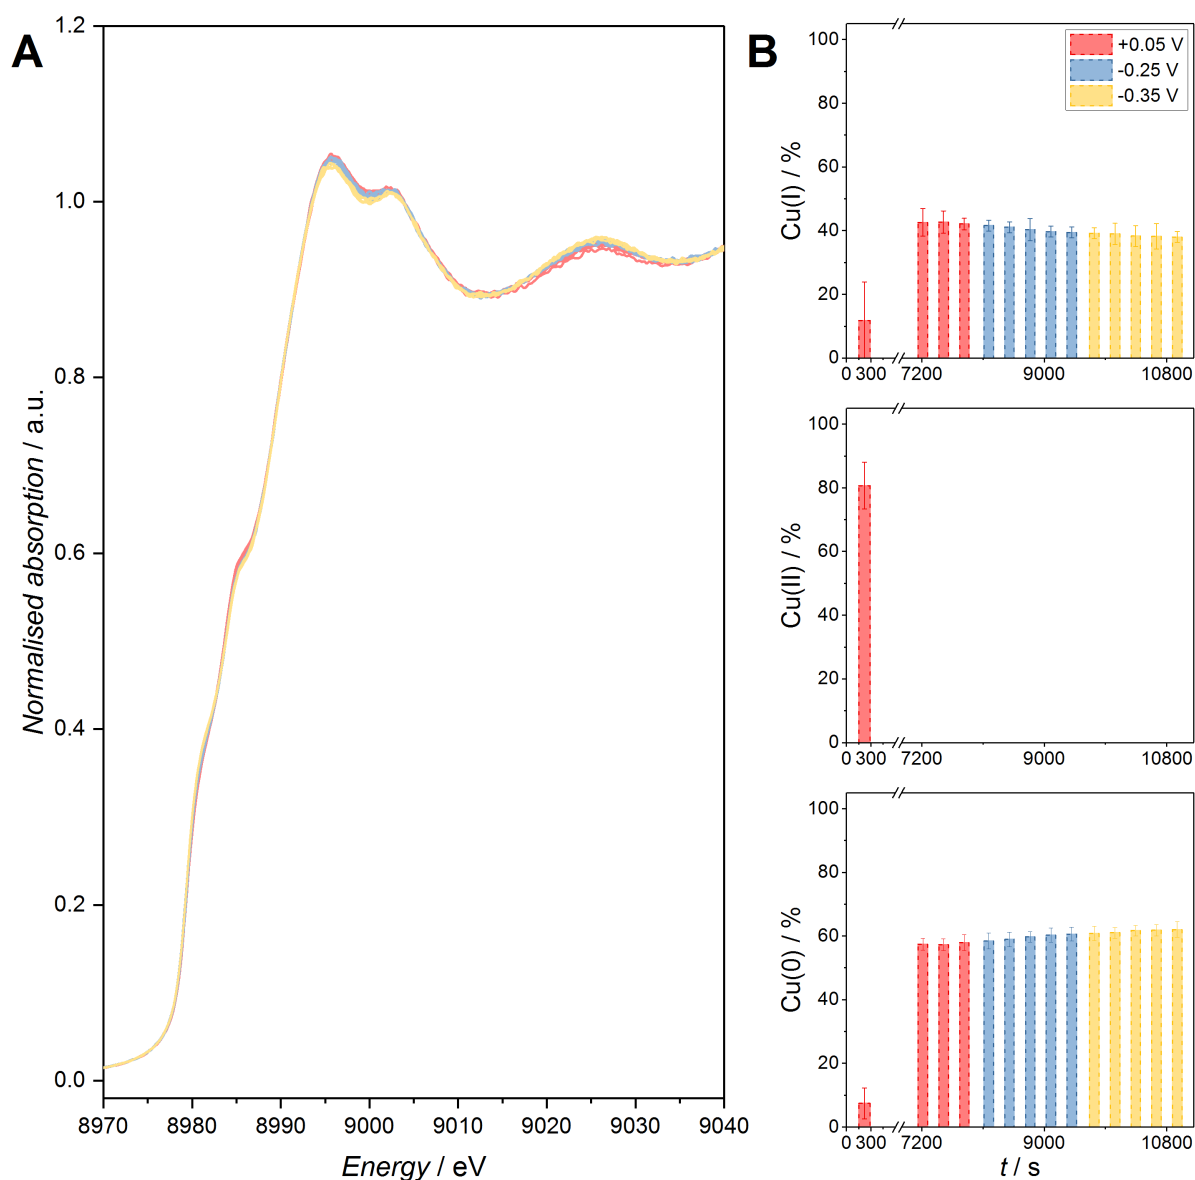 A
1.2
1.0
0.8
0.6
0.4
0.2
0.0
Normalised absorption / a.u.
8970 8980 8990 9000 9010 9020 9030 9040
Energy / eV
B
+0.05 V
-0.25 V
-0.35 V
100
80
60
40
20
0
Cu(I) / %
0 300 7200 9000 10800
100
80
60
40
20
0
Cu(II) / %
0 300 7200 9000 10800
100
80
60
40
20
0
Cu(0) / %
0 300 7200 9000 10800
t / s